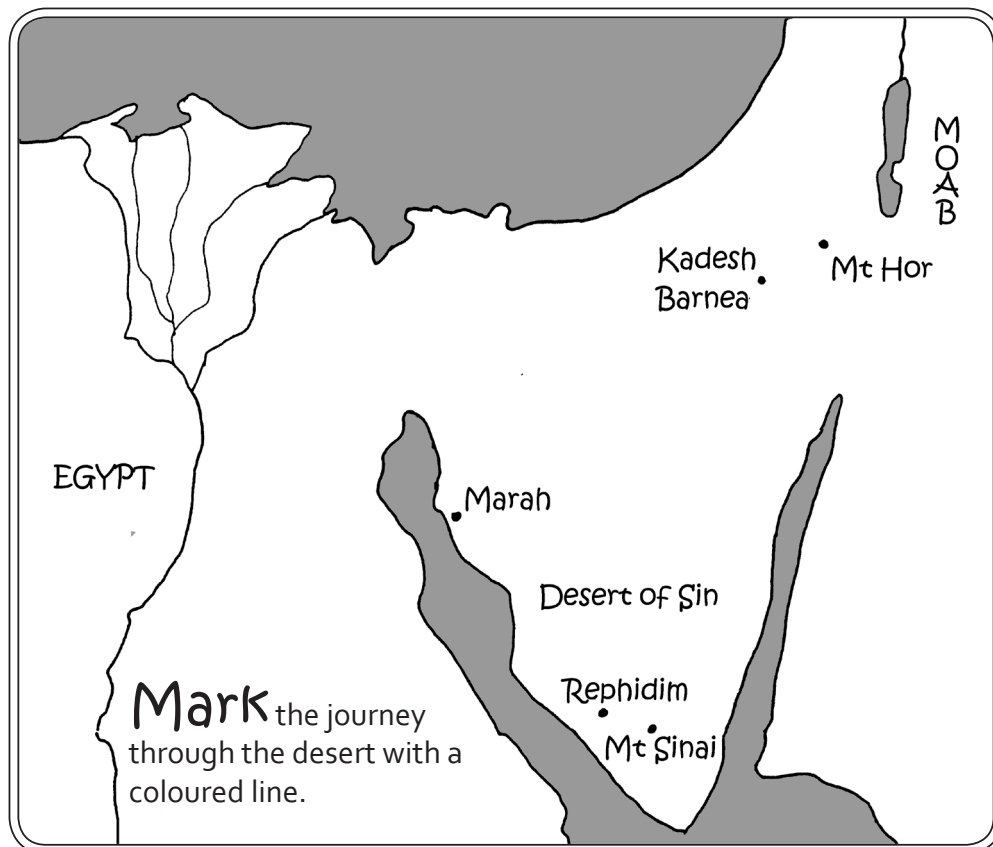 MOAB
Kadesh
Barnea
Mt Hor
EGYPT
Marah
Desert of Sin
Rephidim
Mt Sinai
Mark the journey
through the desert with a
coloured line.